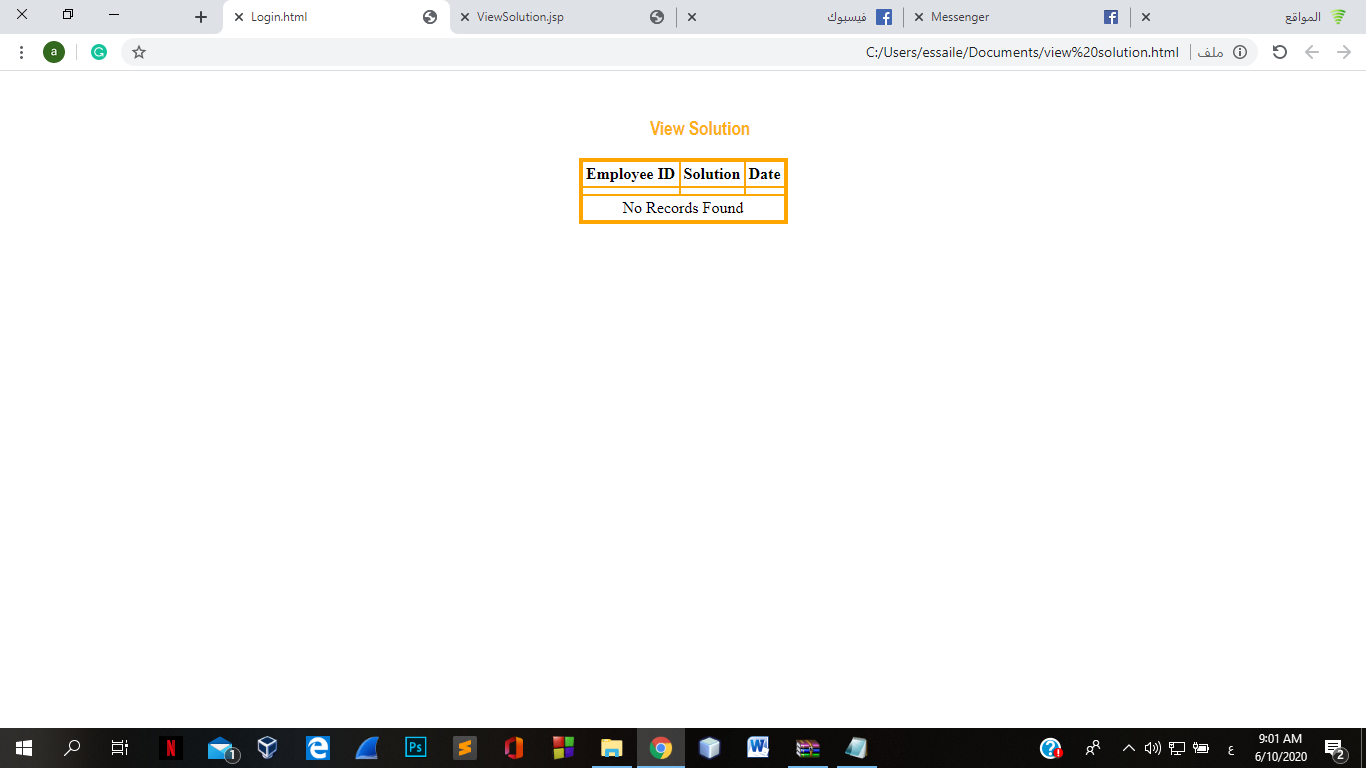 Login.html
ViewSolution.jsp
فيسبوك
Messenger
المواقع
a
C:/Users/essaile/Documents/view%20solution.html
ملف
View Solution
Employee ID Solution Date
No Records Found
N
1
Ps
W
ع
9:01 AM
6/10/2020
2